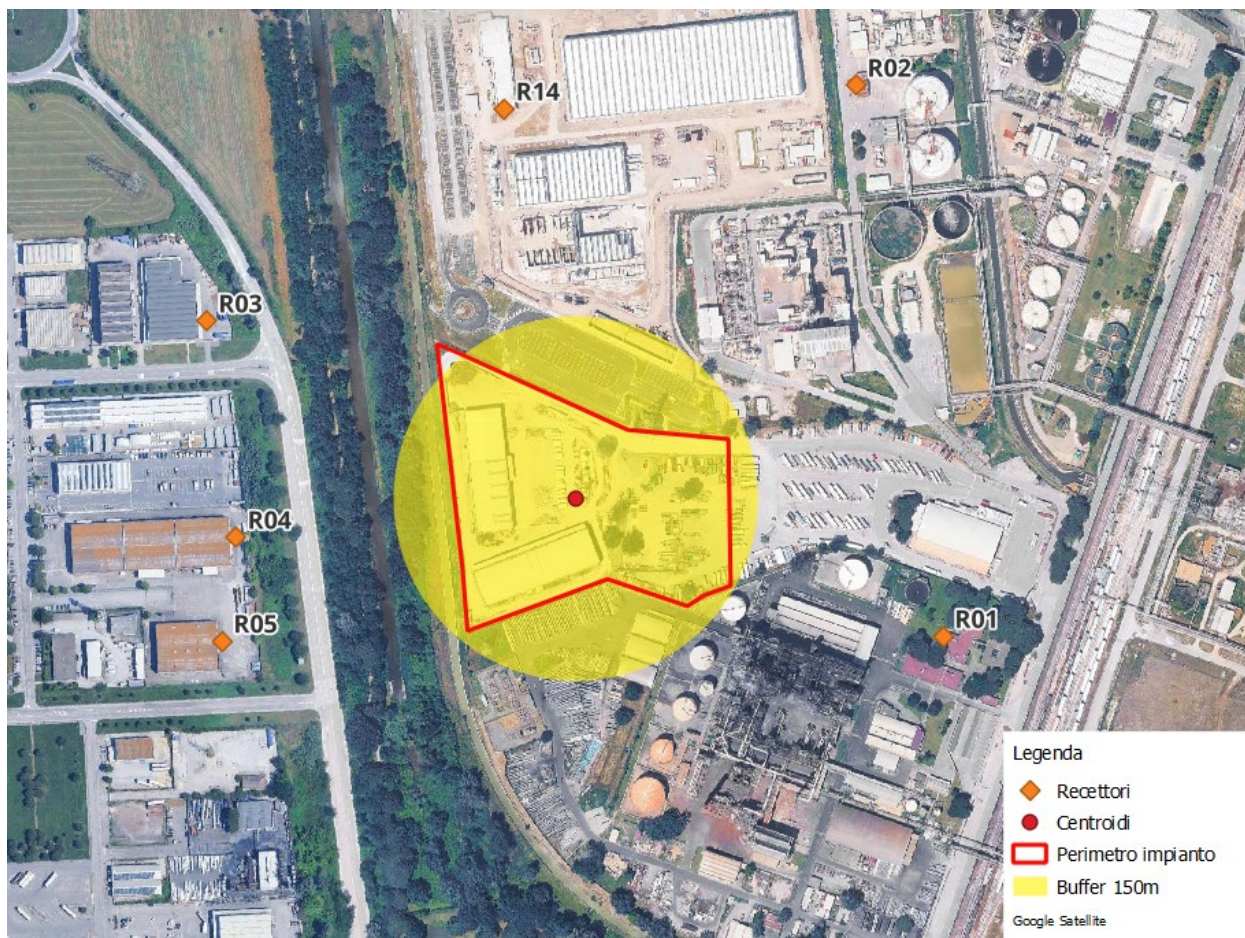 R02
R14
R03
R04
R05
R01
Legenda
Recettori
Centroidi
Perimetro impianto
Buffer 150m
Google Satellite